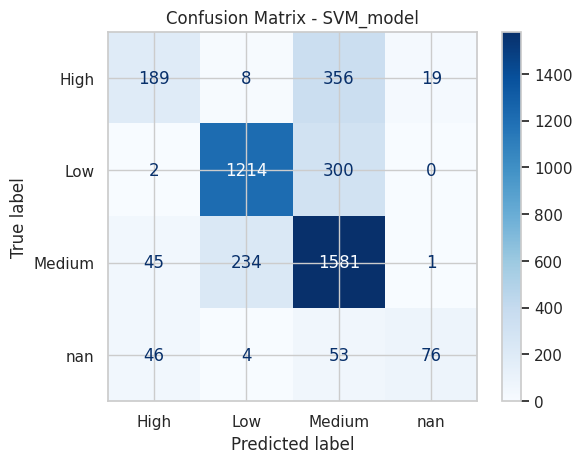 Confusion Matrix - SVM_model
True label
High 189 8 356 19
Low 2 1214 300 0
Medium 45 234 1581 1
nan 46 4 53 76
High Low Medium nan
Predicted label
1400
1200
1000
800
600
400
200
0